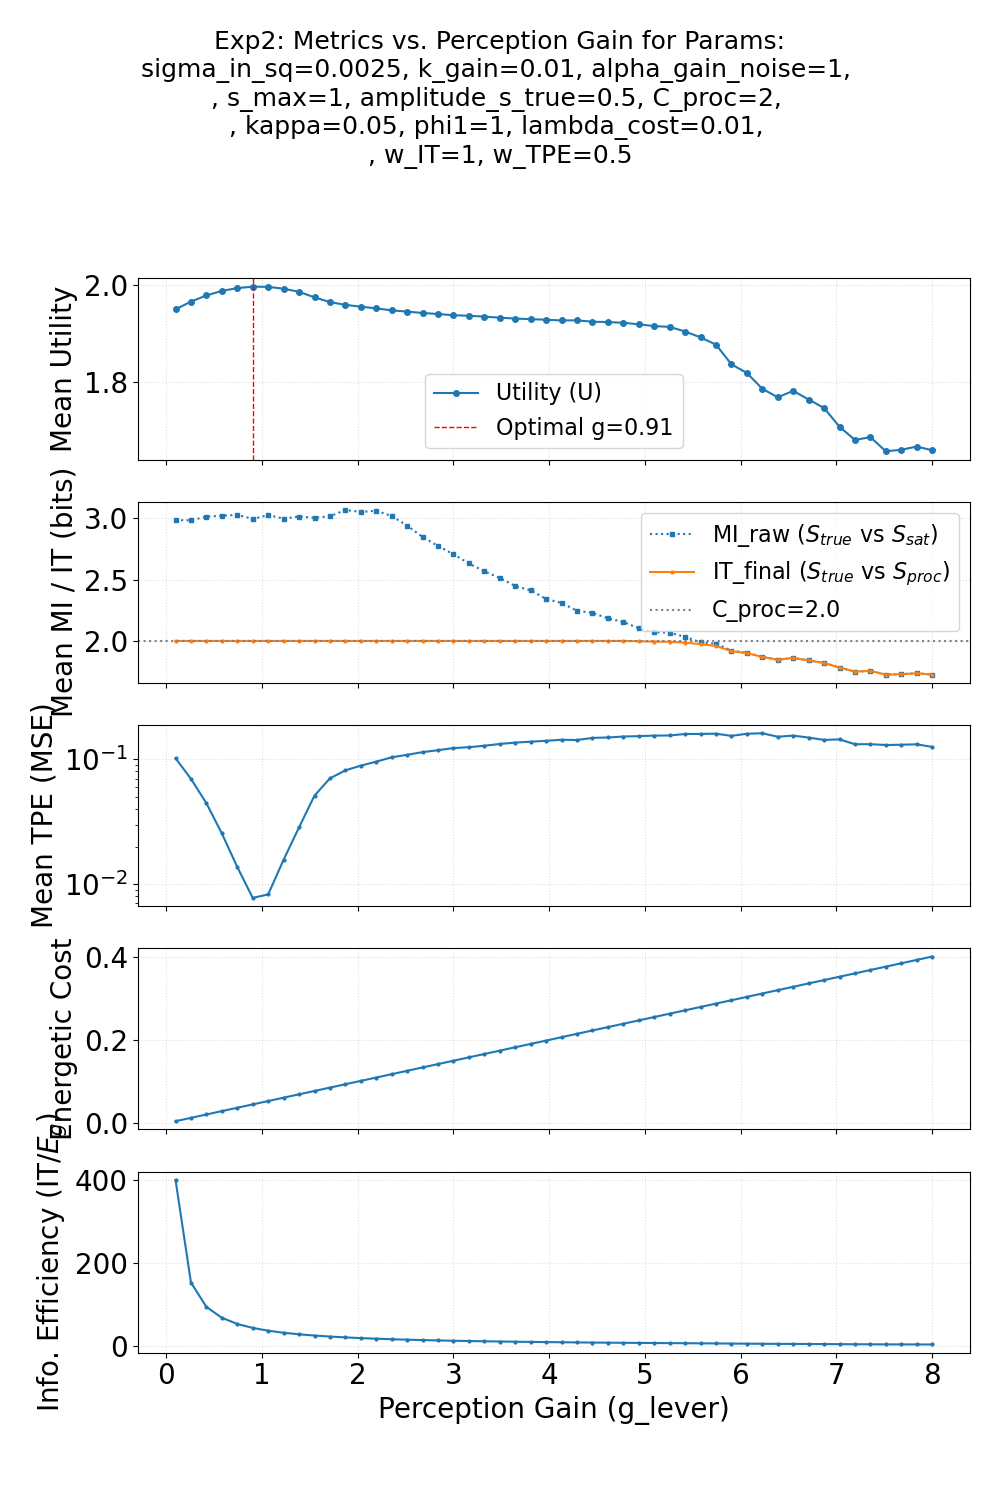 Exp2: Metrics vs. Perception Gain for Params:
sigma_in_sq=0.0025, k_gain=0.01, alpha_gain_noise=1,
, s_max=1, amplitude_s_true=0.5, C_proc=2,
, kappa=0.05, phi1=1, lambda_cost=0.01,
, w_IT=1, w_TPE=0.5
Mean Utility
2.0
1.8
Utility (U)
Optimal g=0.91
Mean MI / IT (bits)
3.0
2.5
2.0
MI_raw (S_true vs S_sat)
IT_final (S_true vs S_proc)
C_proc=2.0
Mean TPE (MSE)
10⁻¹
10⁻²
Energetic Cost
0.4
0.2
0.0
Info. Efficiency (IT/E_g)
400
200
0
0 1 2 3 4 5 6 7 8
Perception Gain (g_lever)